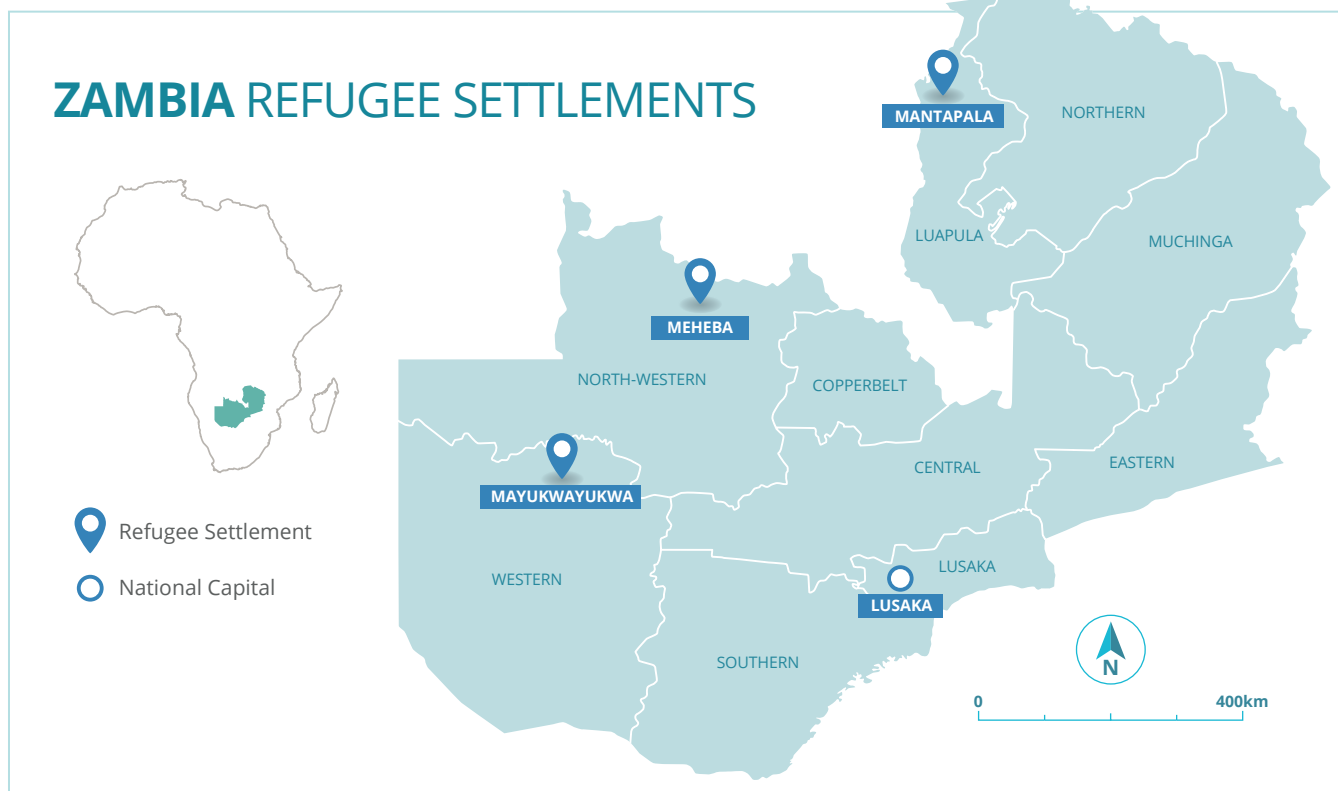 ZAMBIA REFUGEE SETTLEMENTS
MANTAPALA
NORTHERN
LUAPULA
MUCHINGA
MEHEBA
NORTH-WESTERN
COPPERBELT
CENTRAL
EASTERN
MAYUKWAYUKWA
Refugee Settlement
National Capital
WESTERN
LUSAKA
LUSAKA
SOUTHERN
N
0 400km